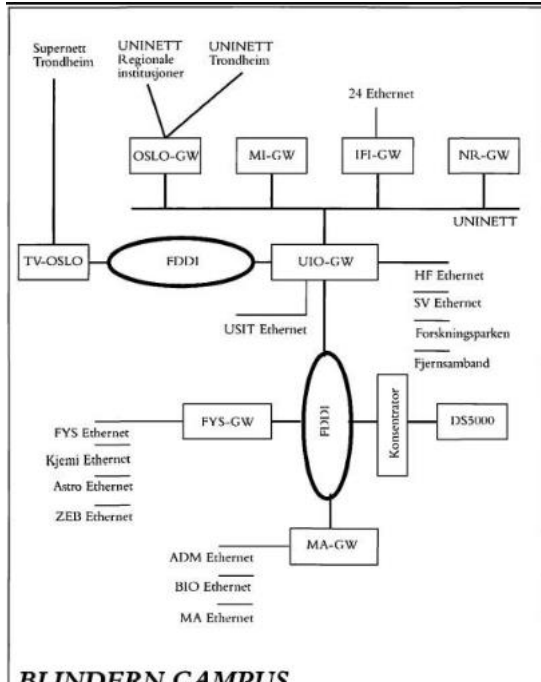 Supernett
Trondheim
UNINETT
Regionale
institusjoner
UNINETT
Trondheim
24 Ethernet
OSLO-GW
MI-GW
IFI-GW
NR-GW
UNINETT
TV-OSLO
FDDI
UIO-GW
HF Ethernet
SV Ethernet
Forskningsparken
Fjernsamband
USIT Ethernet
FYS-GW
FDDI
Konsentrator
DS5000
FYS Ethernet
Kjemi Ethernet
Astro Ethernet
ZEB Ethernet
MA-GW
ADM Ethernet
BIO Ethernet
MA Ethernet
BLINDERN CAMPUS